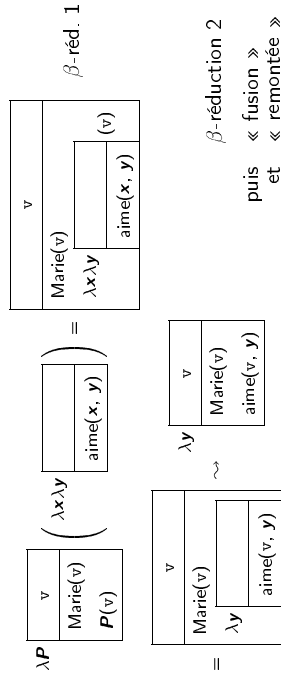 λP
v
Marie(v)
P(v)
(
λxλy
aime(x, y)
)
=
v
Marie(v)
λxλy
aime(x, y)
(v)
β-réd. 1
=
v
Marie(v)
λy
aime(v, y)
⇝
λy
v
Marie(v)
aime(v, y)
β-réduction 2
puis « fusion »
et « remontée »